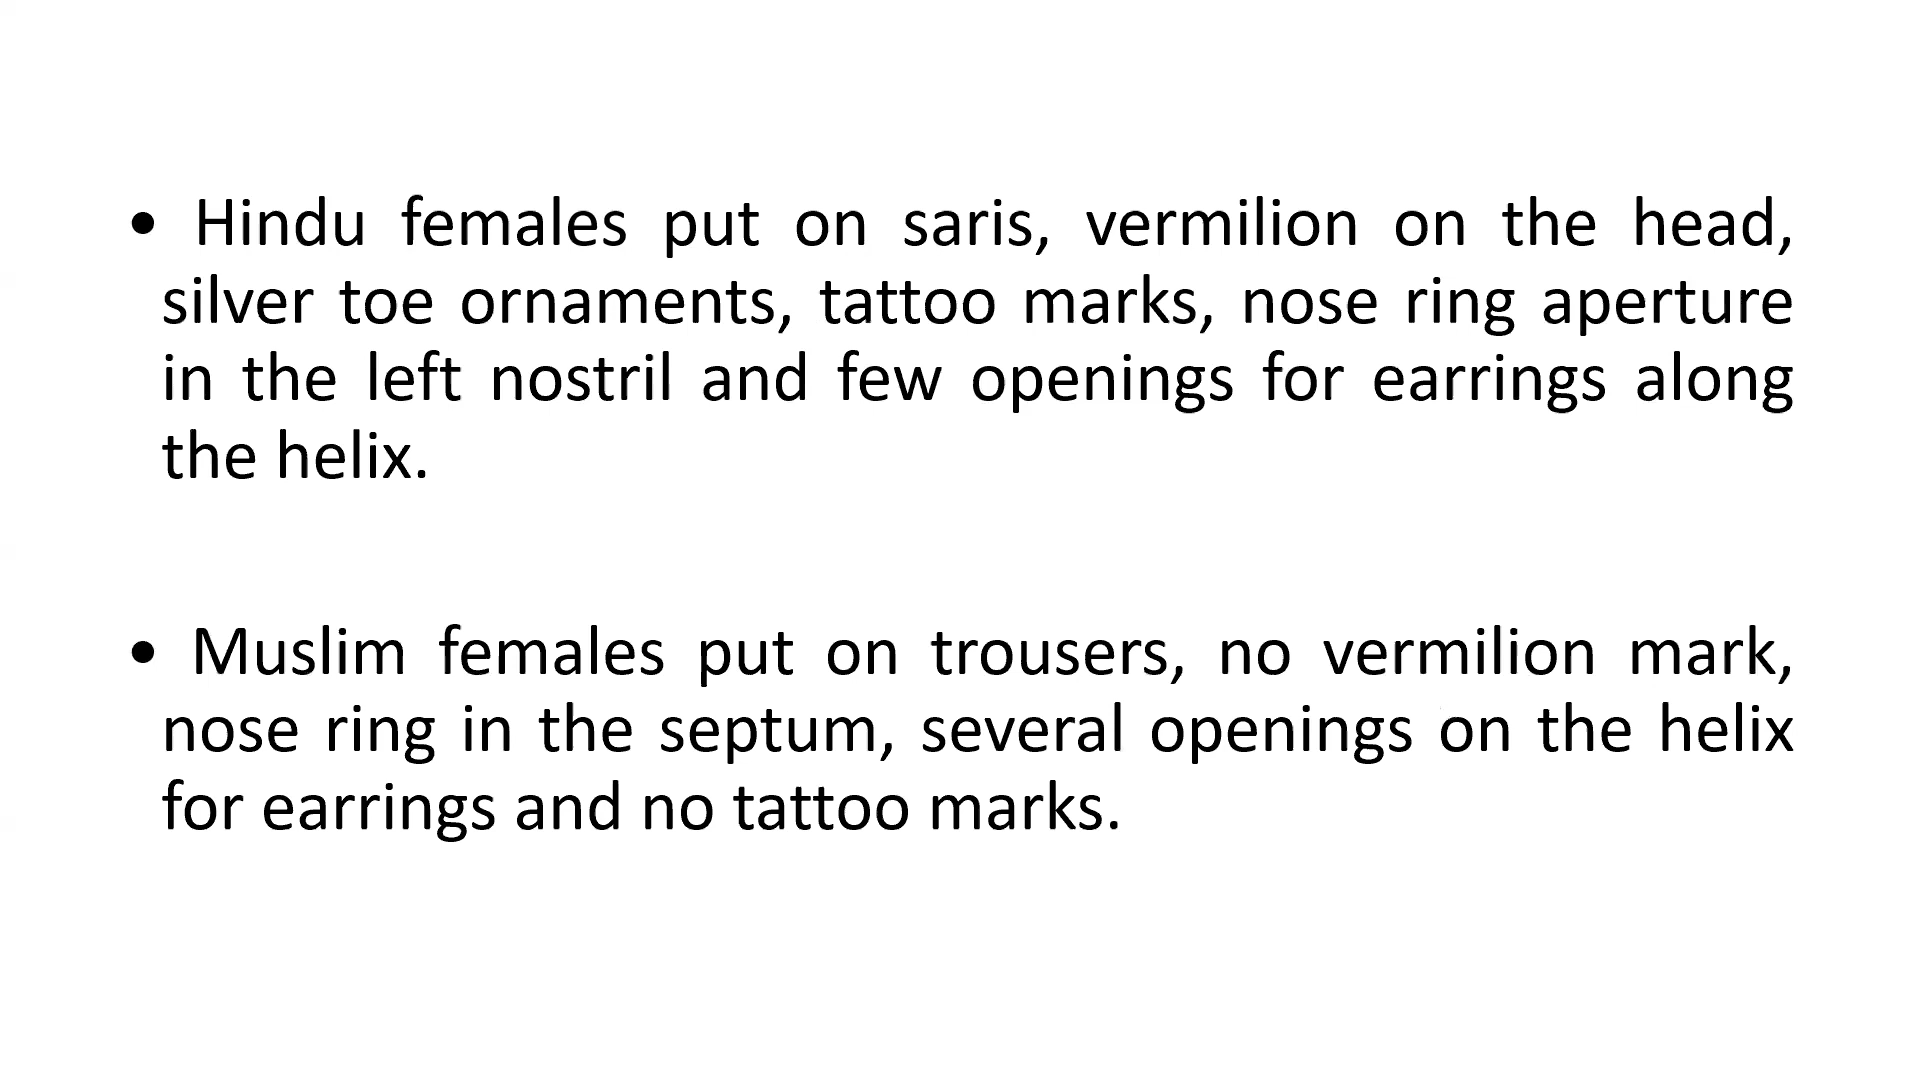 • Hindu females put on saris, vermilion on the head,
silver toe ornaments, tattoo marks, nose ring aperture
in the left nostril and few openings for earrings along
the helix.
• Muslim females put on trousers, no vermilion mark,
nose ring in the septum, several openings on the helix
for earrings and no tattoo marks.